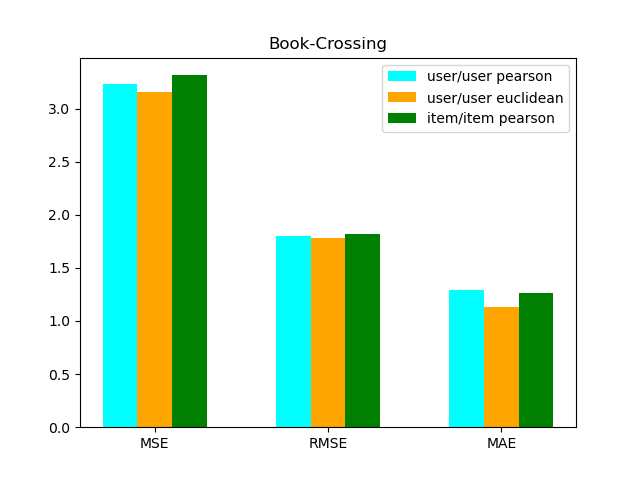 Book-Crossing
user/user pearson
user/user euclidean
item/item pearson
3.0
2.5
2.0
1.5
1.0
0.5
0.0
MSE RMSE MAE